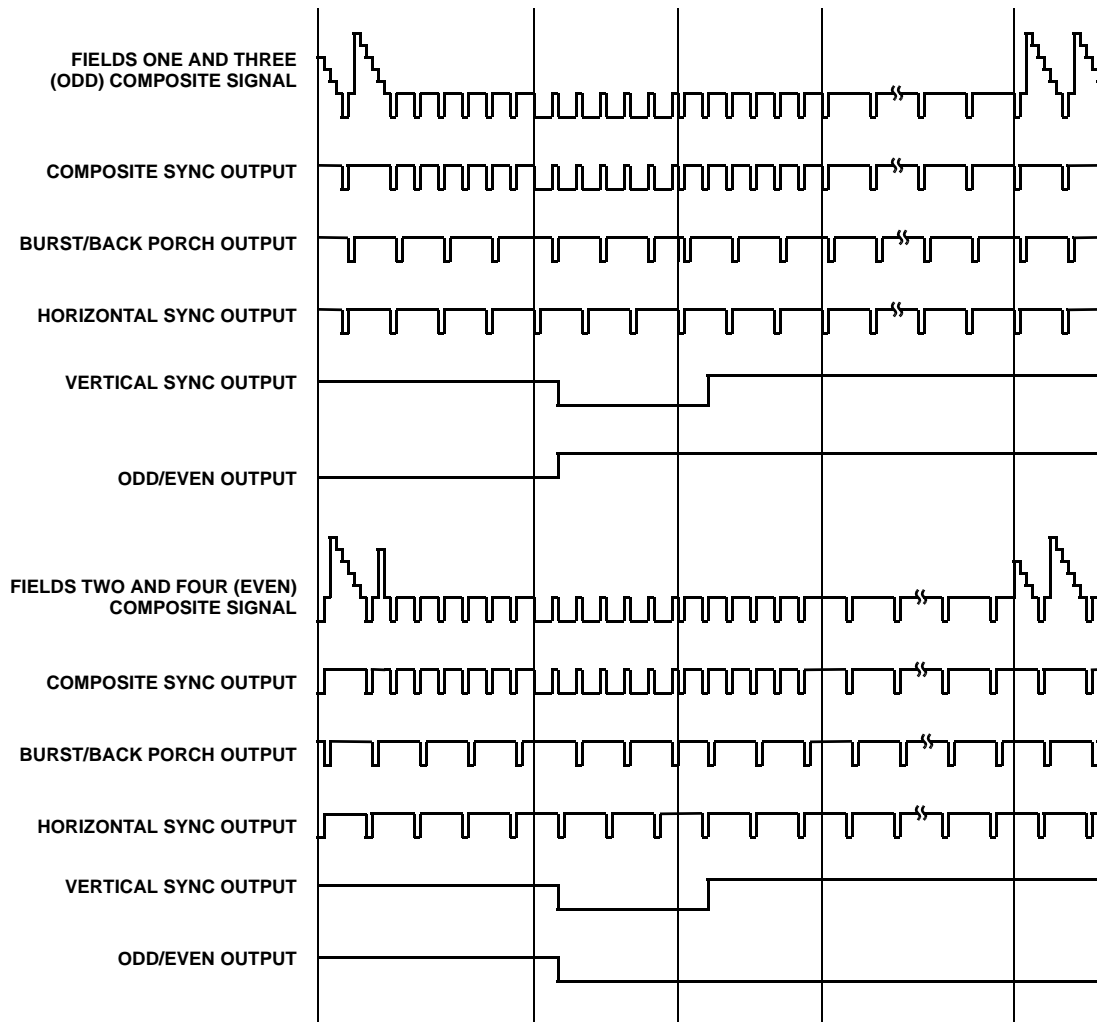 FIELDS ONE AND THREE
(ODD) COMPOSITE SIGNAL
COMPOSITE SYNC OUTPUT
BURST/BACK PORCH OUTPUT
HORIZONTAL SYNC OUTPUT
VERTICAL SYNC OUTPUT
ODD/EVEN OUTPUT
FIELDS TWO AND FOUR (EVEN)
COMPOSITE SIGNAL
COMPOSITE SYNC OUTPUT
BURST/BACK PORCH OUTPUT
HORIZONTAL SYNC OUTPUT
VERTICAL SYNC OUTPUT
ODD/EVEN OUTPUT